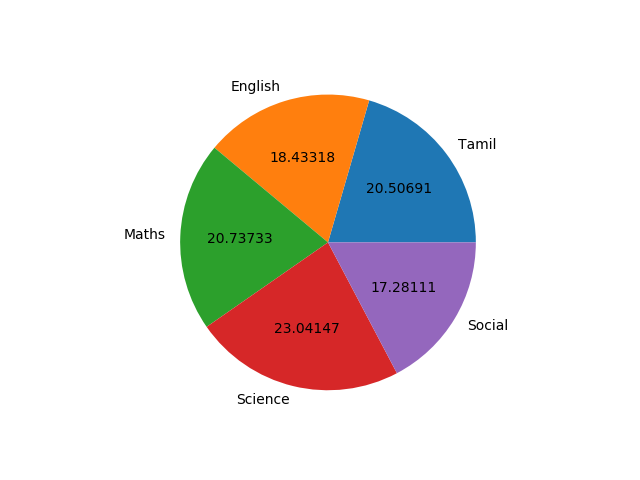 English
Tamil
18.43318
20.50691
Maths
20.73733
17.28111
23.04147
Social
Science